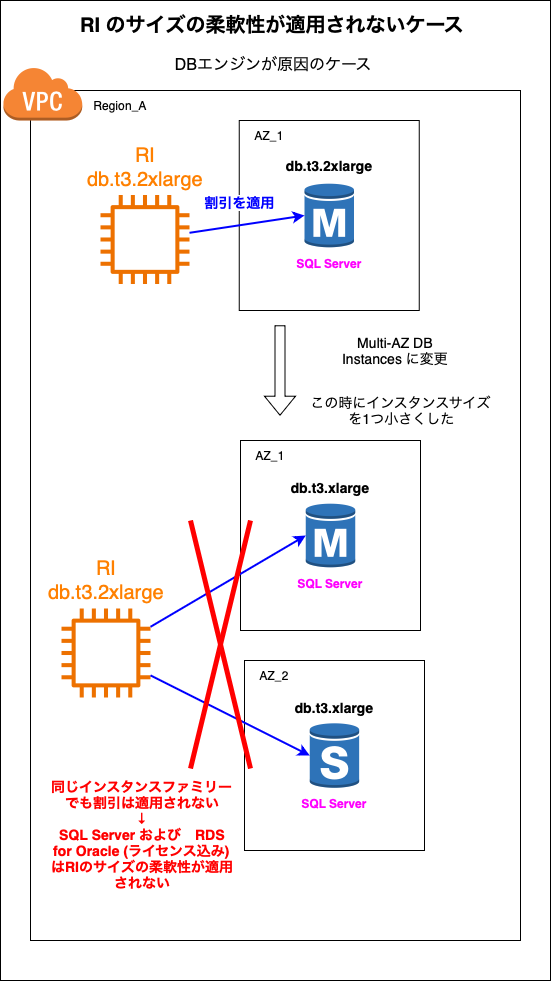 RI のサイズの柔軟性が適用されないケース
DBエンジンが原因のケース
VPC
Region_A
AZ_1
RI
db.t3.2xlarge
db.t3.2xlarge
割引を適用
M
SQL Server
Multi-AZ DB
Instances に変更
この時にインスタンスサイズ
を1つ小さくした
AZ_1
db.t3.xlarge
M
SQL Server
RI
db.t3.2xlarge
AZ_2
db.t3.xlarge
S
SQL Server
同じインスタンスファミリー
でも割引は適用されない
↓
SQL Server および　RDS
for Oracle (ライセンス込み)
はRIのサイズの柔軟性が適用
されない